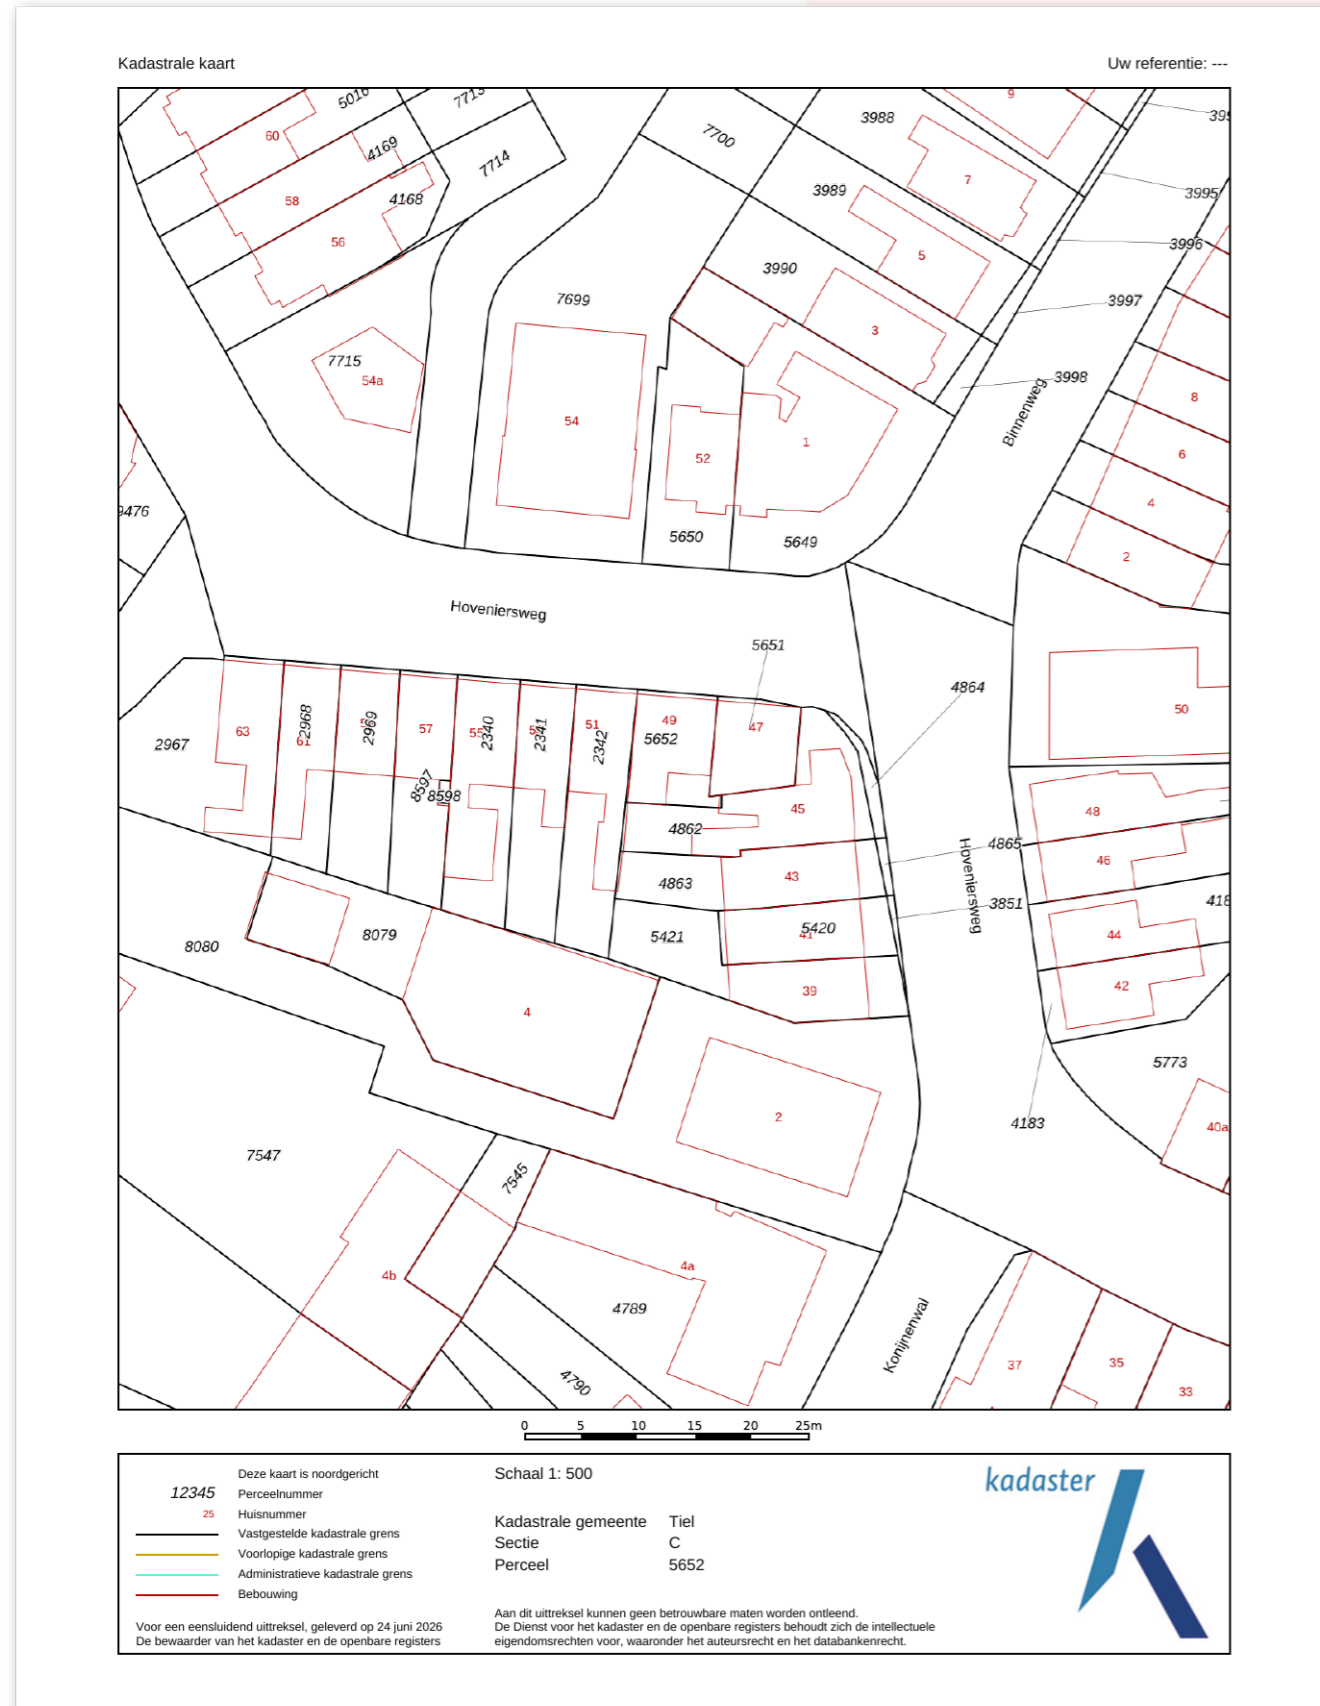 Kadastrale kaart
Uw referentie: ---
5016
7713
9
60
3988
7700
4169
7714
7
3995
58
4168
3989
56
3996
5
3990
7699
3997
3
7715
54a
3998
8
Binnenweg
54
1
52
6
4
9476
5650
5649
2
Hoveniersweg
5651
4864
50
63
2968
61
2969
57
55
2340
2341
51
2342
49
5652
47
2967
8597
8598
45
48
4862
4865
46
43
4863
Hoveniersweg
3851
5421
5420
41
44
8080
8079
42
39
4
5773
2
4183
40a
7547
7545
4a
4b
4789
Konijnenwal
4790
37
35
33
0 5 10 15 20 25m
Deze kaart is noordgericht
12345 Perceelnummer
25 Huisnummer
Vastgestelde kadastrale grens
Voorlopige kadastrale grens
Administratieve kadastrale grens
Bebouwing
Voor een eensluidend uittreksel, geleverd op 24 juni 2026
De bewaarder van het kadaster en de openbare registers
Schaal 1: 500
Kadastrale gemeente Tiel
Sectie C
Perceel 5652
Aan dit uittreksel kunnen geen betrouwbare maten worden ontleend.
De Dienst voor het kadaster en de openbare registers behoudt zich de intellectuele
eigendomsrechten voor, waaronder het auteursrecht en het databankenrecht.
kadaster